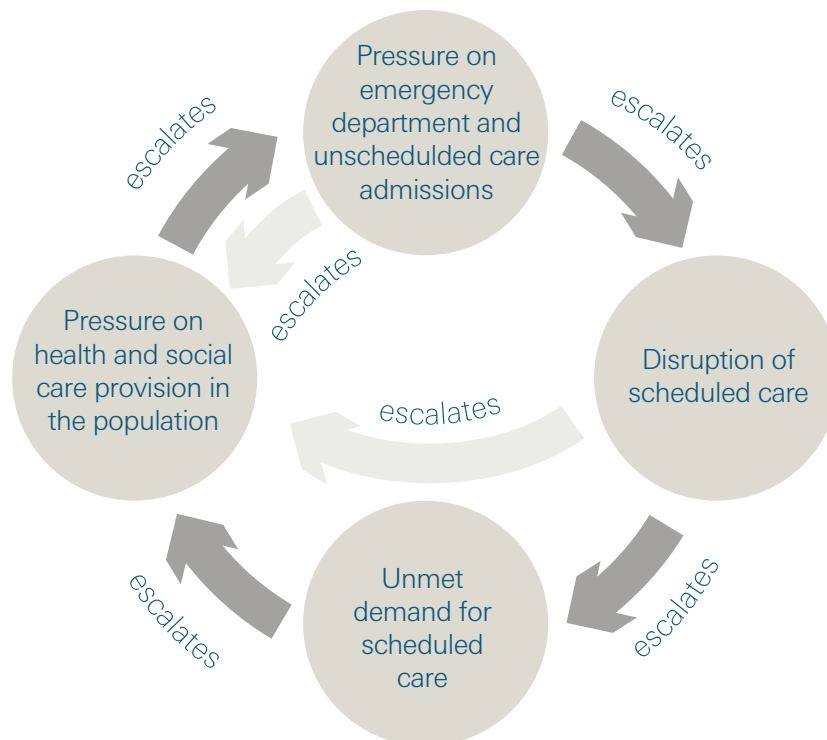 Pressure on
emergency
department and
unschedulded care
admissions
escalates
escalates
escalates
Pressure on
health and social
care provision in
the population
Disruption of
scheduled care
escalates
Unmet
demand for
scheduled
care
escalates
escalates